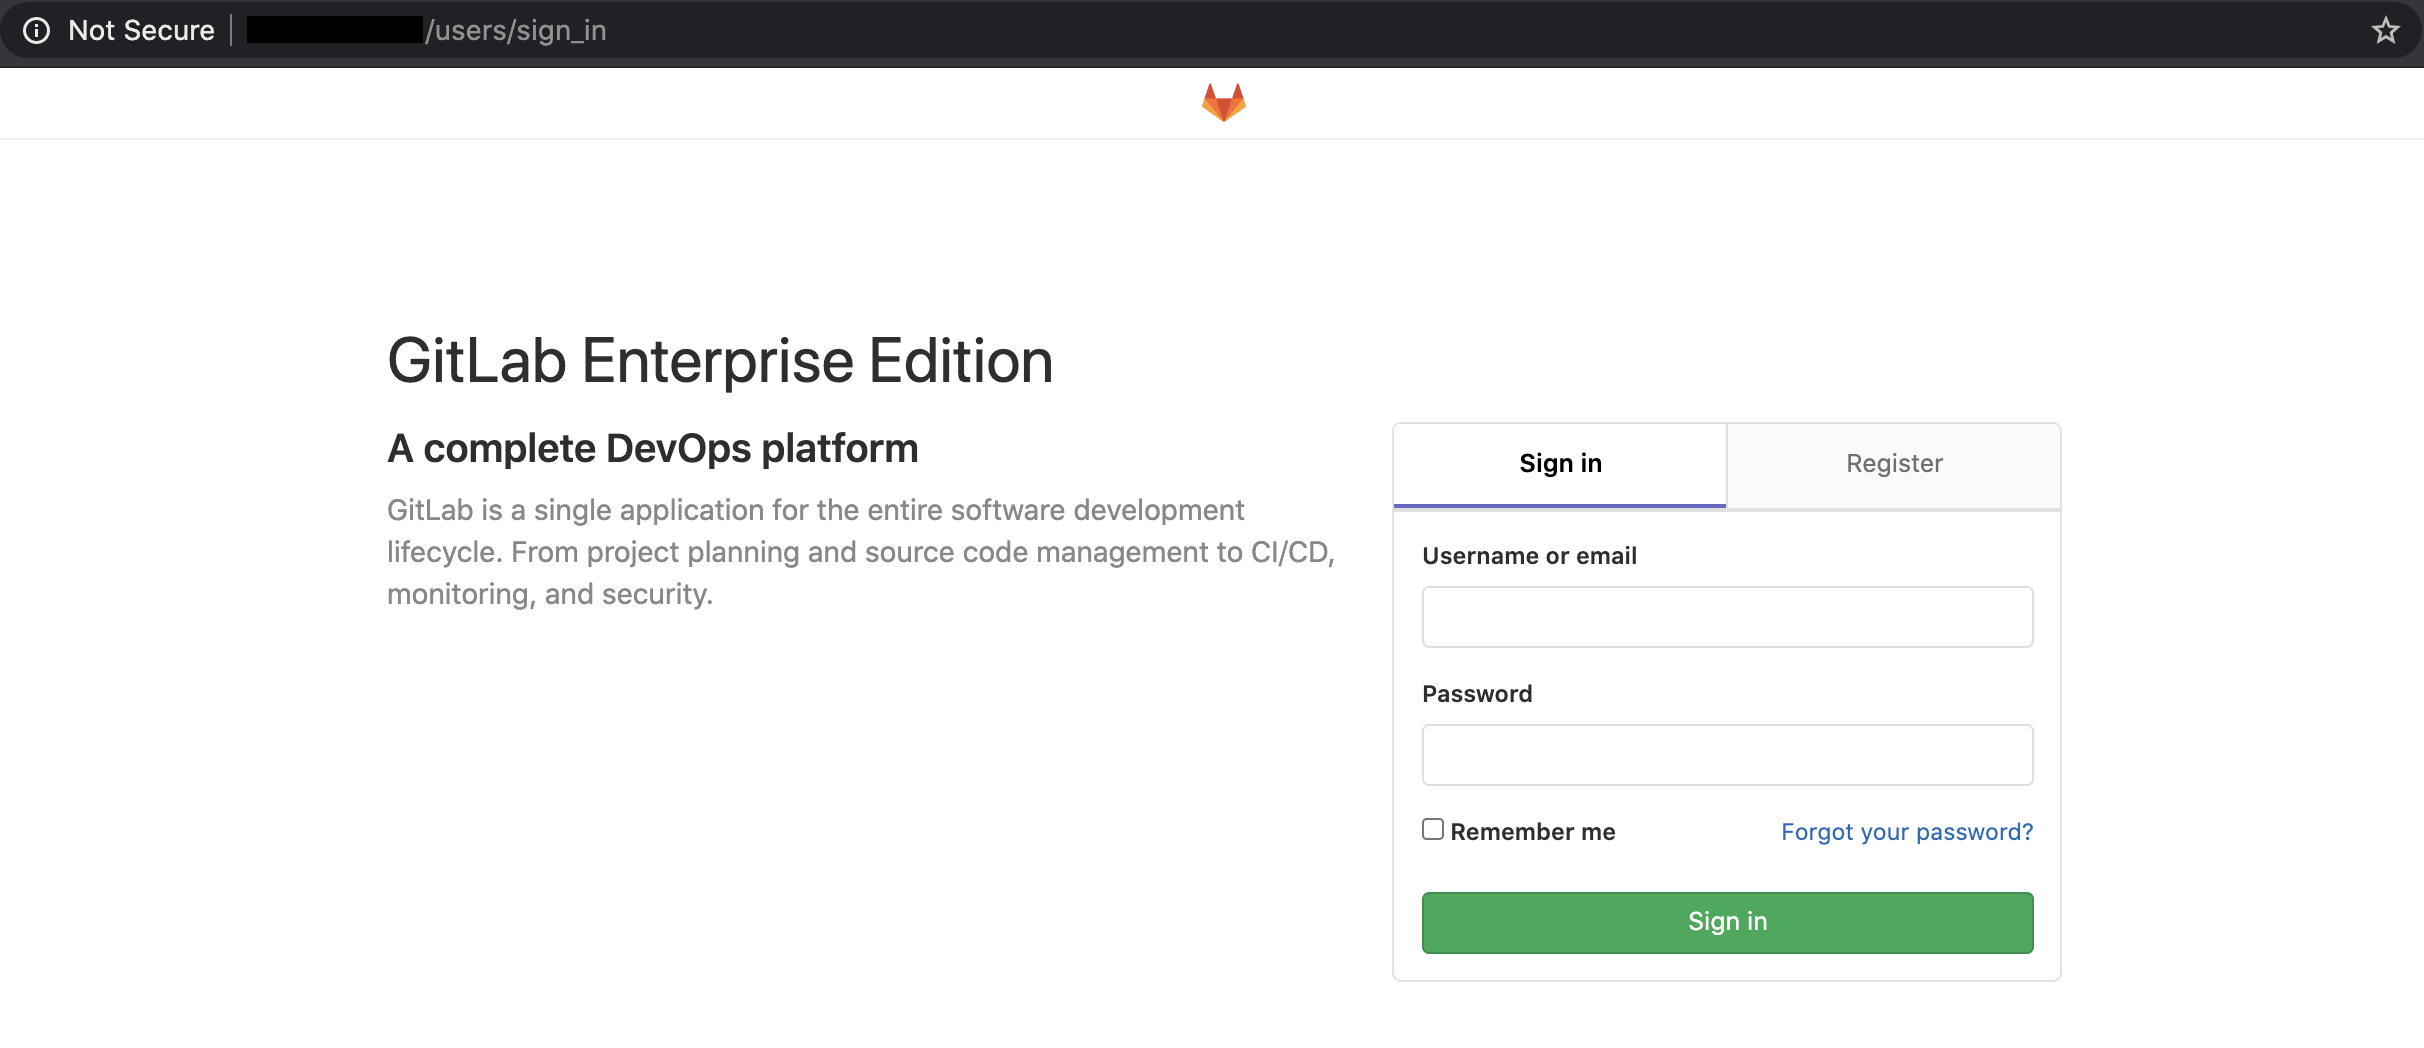 Not Secure /users/sign_in
GitLab Enterprise Edition
A complete DevOps platform
GitLab is a single application for the entire software development
lifecycle. From project planning and source code management to CI/CD,
monitoring, and security.
Sign in Register
Username or email
Password
Remember me Forgot your password?
Sign in